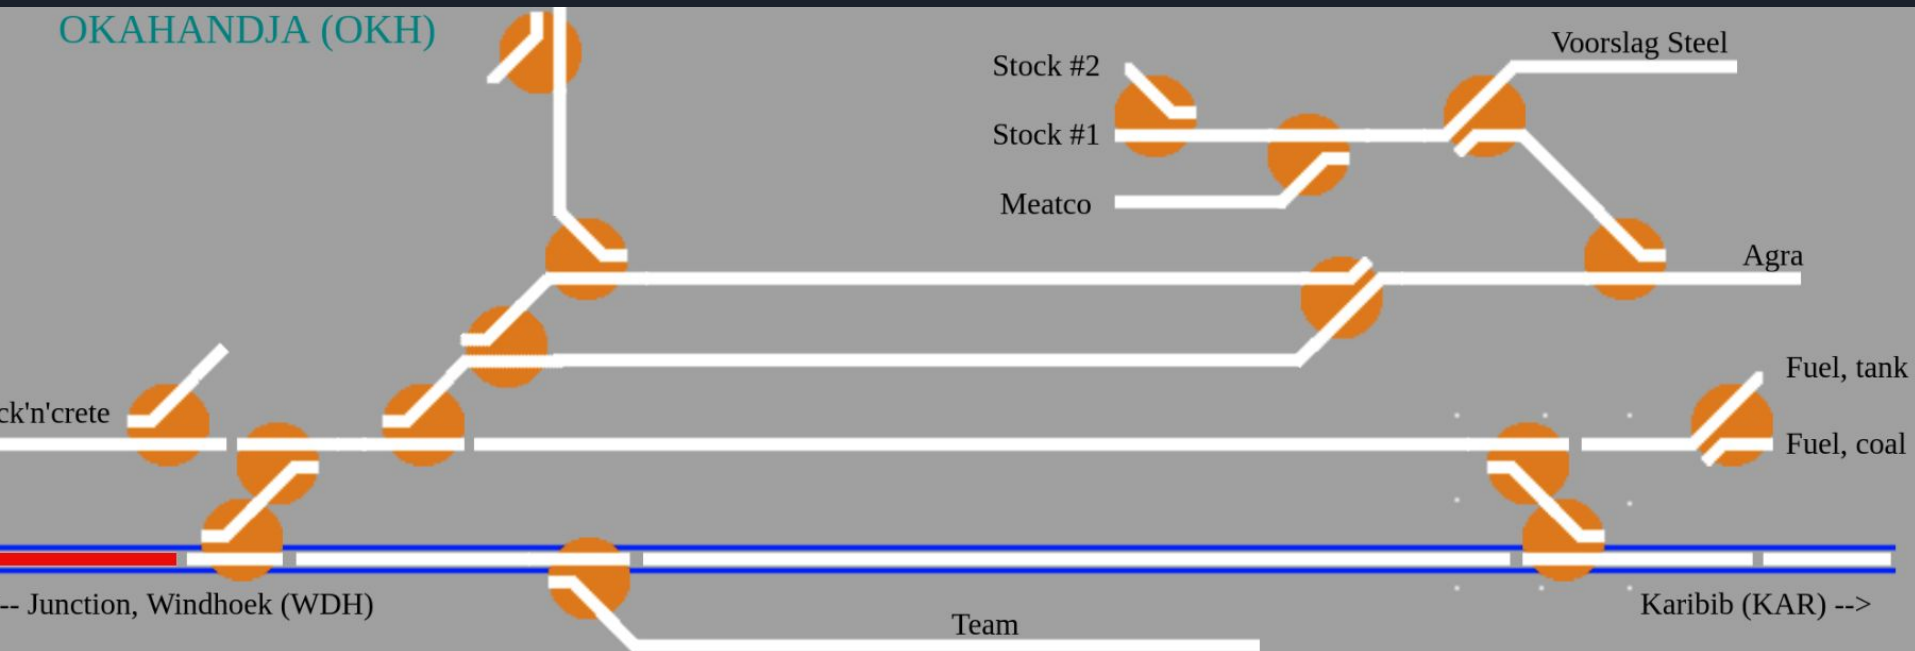 OKAHANDJA (OKH)
Voorslag Steel
Stock #2
Stock #1
Meatco
Agra
Fuel, tank
ck'n'crete
Fuel, coal
-- Junction, Windhoek (WDH)
Karibib (KAR) -->
Team